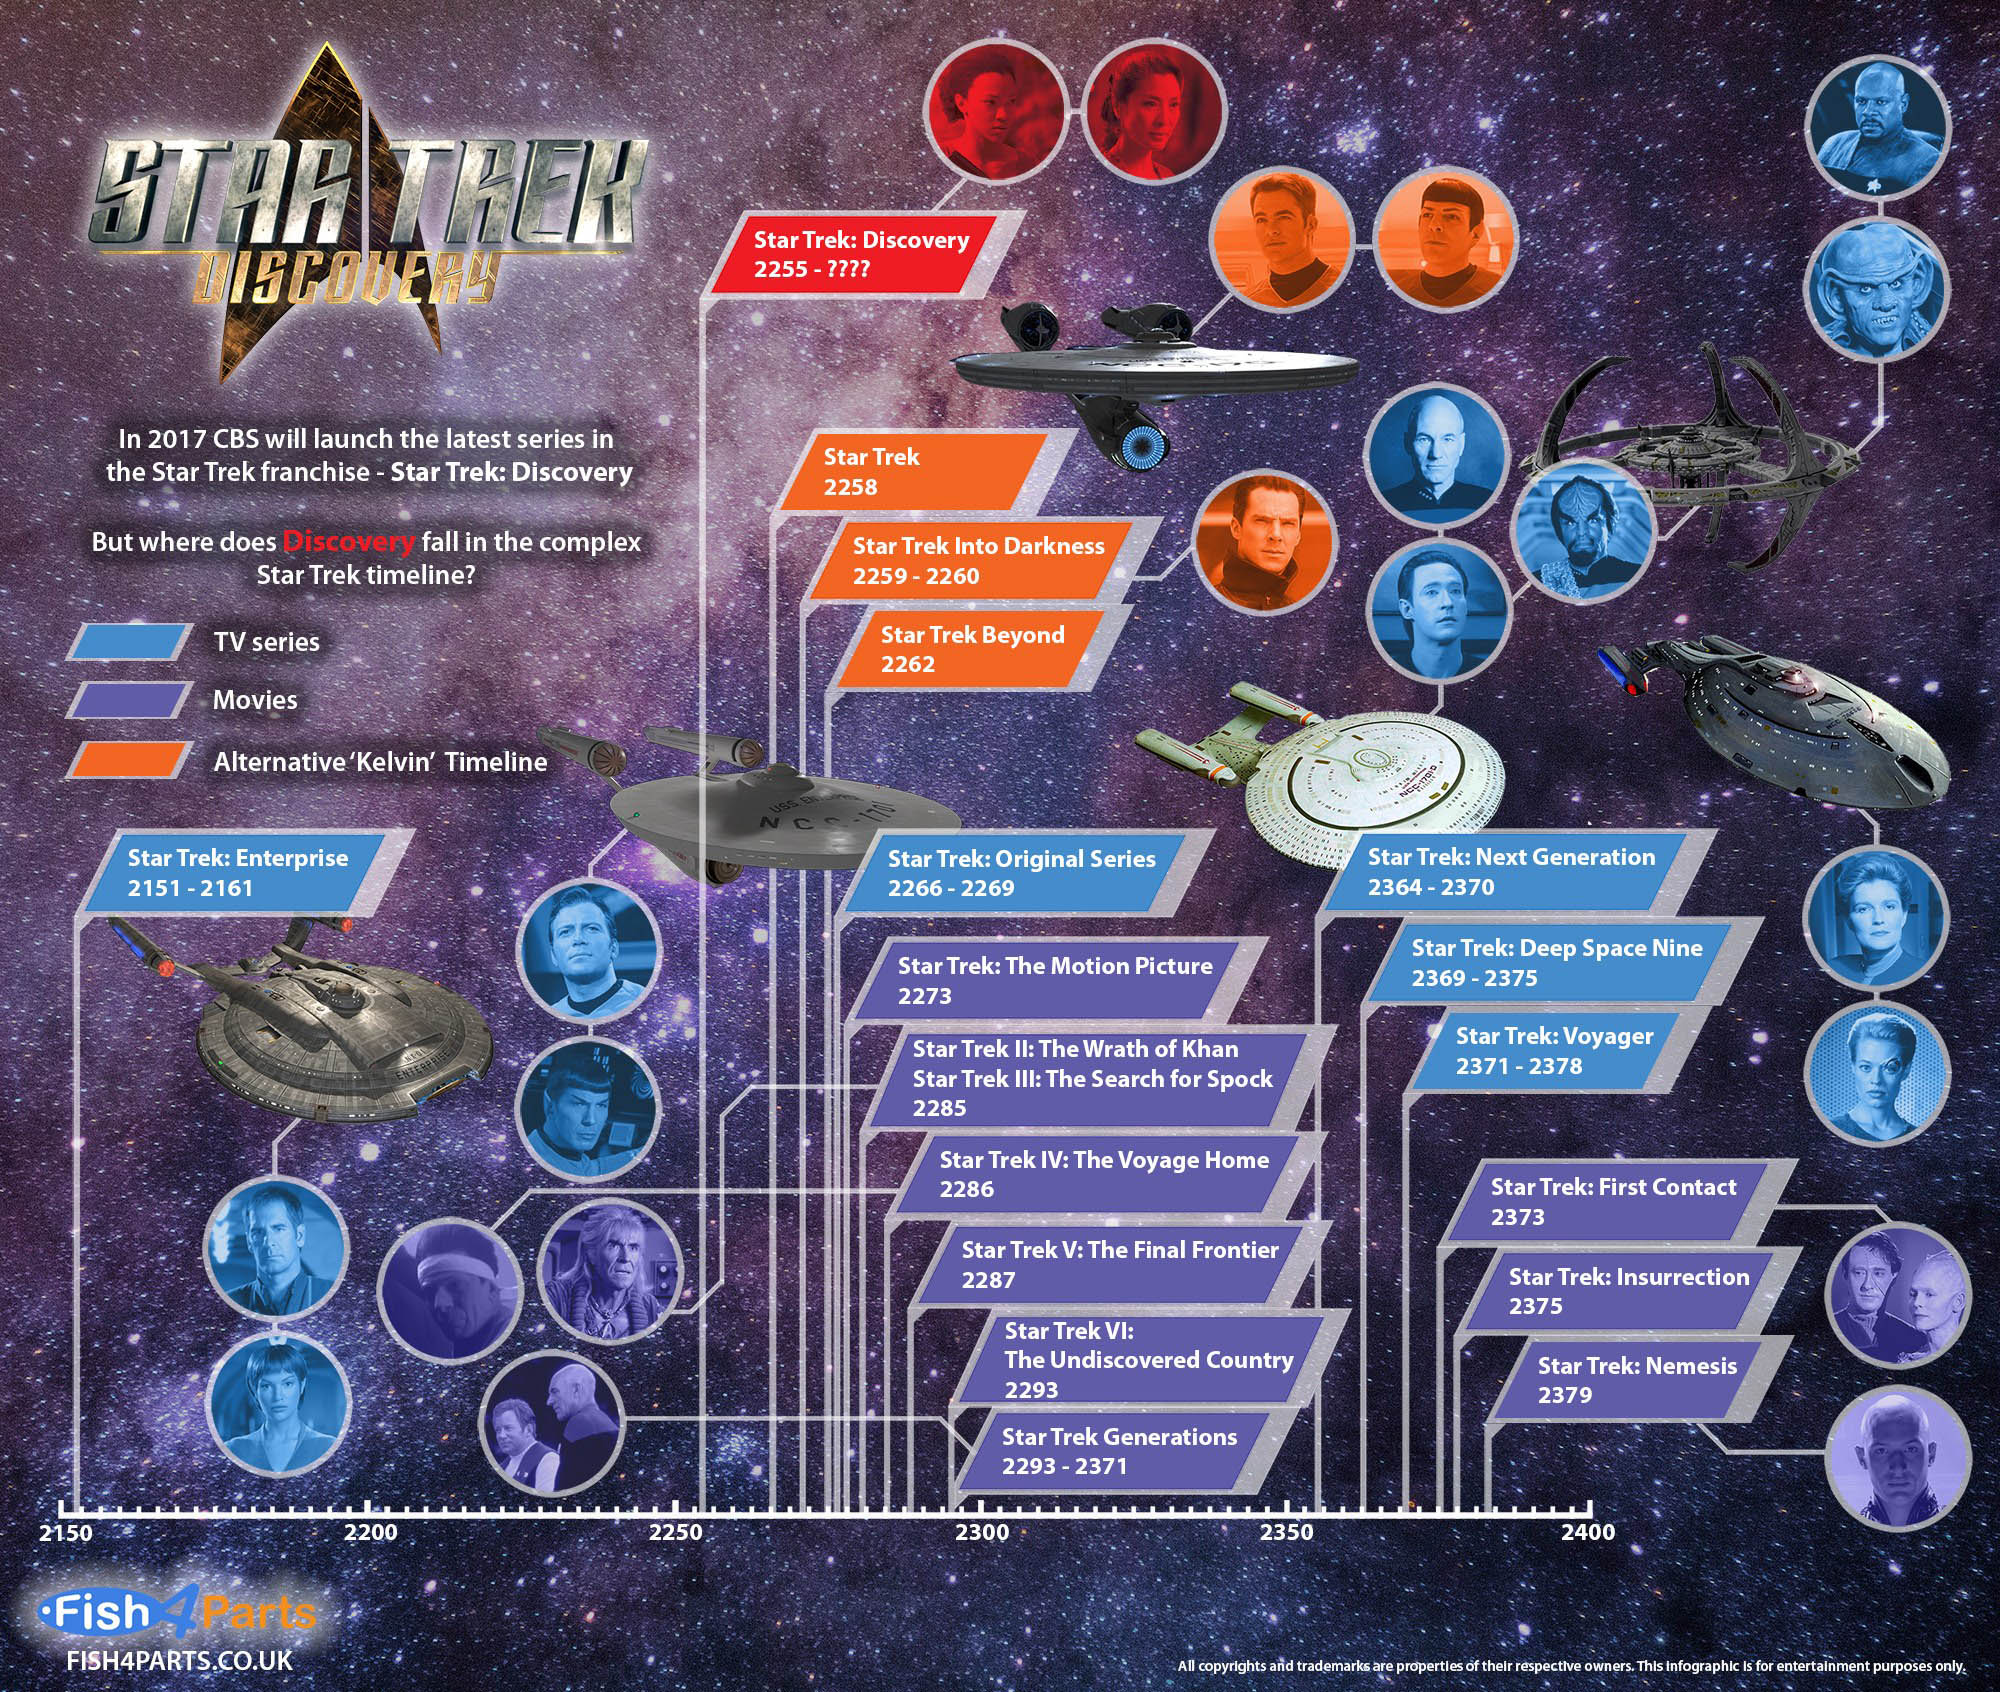 STAR TREK
DISCOVERY
In 2017 CBS will launch the latest series in
the Star Trek franchise - Star Trek: Discovery
But where does Discovery fall in the complex
Star Trek timeline?
TV series
Movies
Alternative ‘Kelvin’ Timeline
Star Trek: Discovery
2255 - ????
Star Trek
2258
Star Trek Into Darkness
2259 - 2260
Star Trek Beyond
2262
Star Trek: Enterprise
2151 - 2161
Star Trek: Original Series
2266 - 2269
Star Trek: The Motion Picture
2273
Star Trek II: The Wrath of Khan
Star Trek III: The Search for Spock
2285
Star Trek IV: The Voyage Home
2286
Star Trek V: The Final Frontier
2287
Star Trek VI:
The Undiscovered Country
2293
Star Trek Generations
2293 - 2371
Star Trek: Next Generation
2364 - 2370
Star Trek: Deep Space Nine
2369 - 2375
Star Trek: Voyager
2371 - 2378
Star Trek: First Contact
2373
Star Trek: Insurrection
2375
Star Trek: Nemesis
2379
NCC-1701-D
ENTERPRISE
2150 2200 2250 2300 2350 2400
Fish4Parts
FISH4PARTS.CO.UK
All copyrights and trademarks are properties of their respective owners. This infographic is for entertainment purposes only.